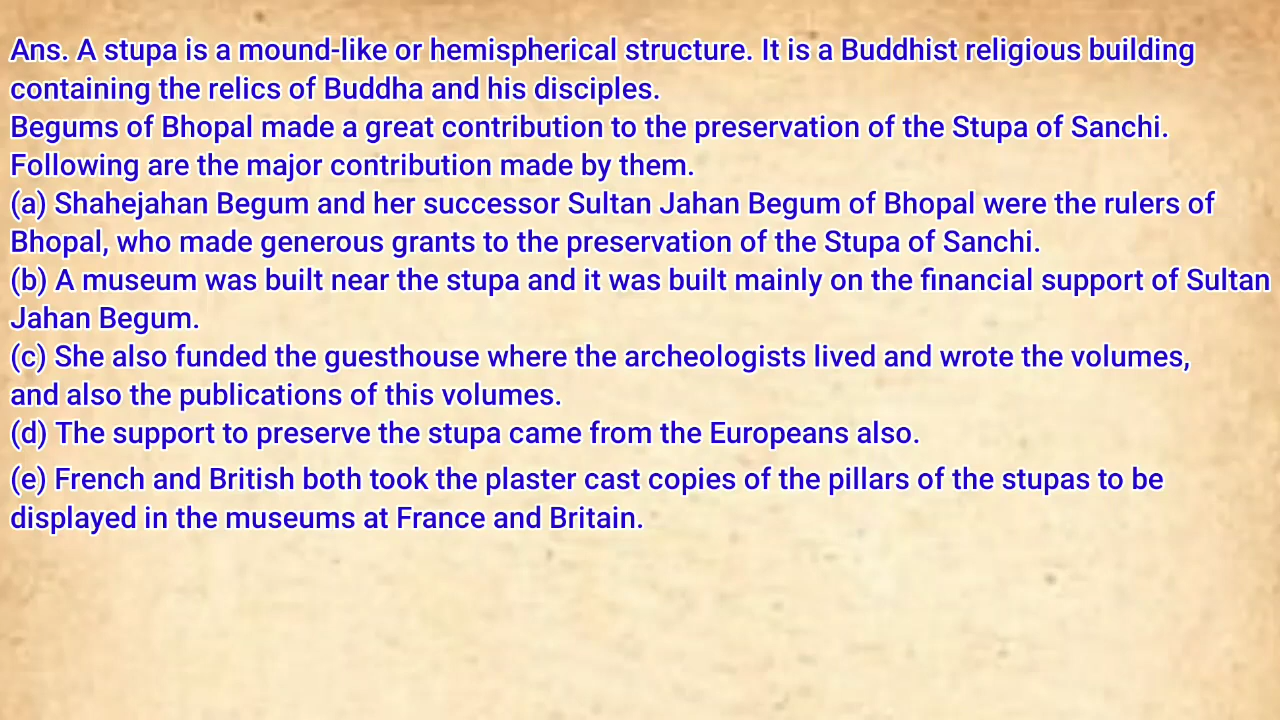 Ans. A stupa is a mound-like or hemispherical structure. It is a Buddhist religious building
containing the relics of Buddha and his disciples.
Begums of Bhopal made a great contribution to the preservation of the Stupa of Sanchi.
Following are the major contribution made by them.
(a) Shahejahan Begum and her successor Sultan Jahan Begum of Bhopal were the rulers of
Bhopal, who made generous grants to the preservation of the Stupa of Sanchi.
(b) A museum was built near the stupa and it was built mainly on the financial support of Sultan
Jahan Begum.
(c) She also funded the guesthouse where the archeologists lived and wrote the volumes,
and also the publications of this volumes.
(d) The support to preserve the stupa came from the Europeans also.
(e) French and British both took the plaster cast copies of the pillars of the stupas to be
displayed in the museums at France and Britain.